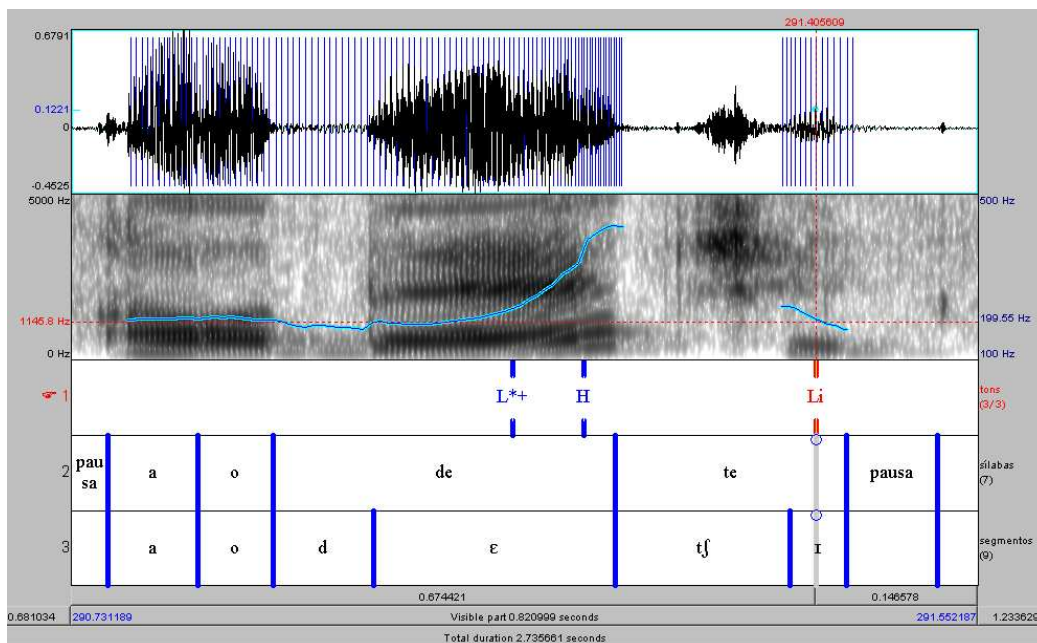 291.405609
0.6791
0.1221
0
-0.4525
5000 Hz
500 Hz
1145.8 Hz
199.55 Hz
0 Hz
100 Hz
1
L*+
H
Li
tons
(3/3)
2
pau
sa
a
o
de
te
pausa
sílabas
(7)
3
a
o
d
ɛ
tʃ
ɪ
segmentos
(9)
0.674421
0.146578
0.681034
290.731189
Visible part 0.820999 seconds
291.552187
1.233629
Total duration 2.735661 seconds